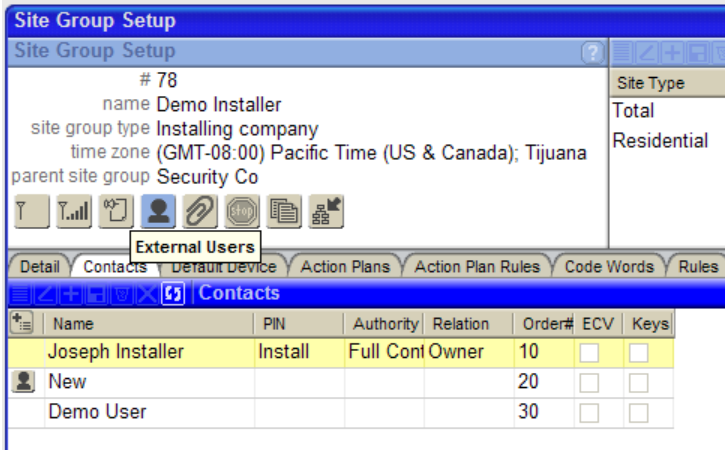 Site Group Setup
Site Group Setup
# 78
name Demo Installer
site group type Installing company
time zone (GMT-08:00) Pacific Time (US & Canada); Tijuana
parent site group Security Co
Site Type
Total
Residential
stop
External Users
Detail Contacts Default Device Action Plans Action Plan Rules Code Words Rules
Contacts
Name PIN Authority Relation Order# ECV Keys
Joseph Installer Install Full Cont Owner 10
New 20
Demo User 30